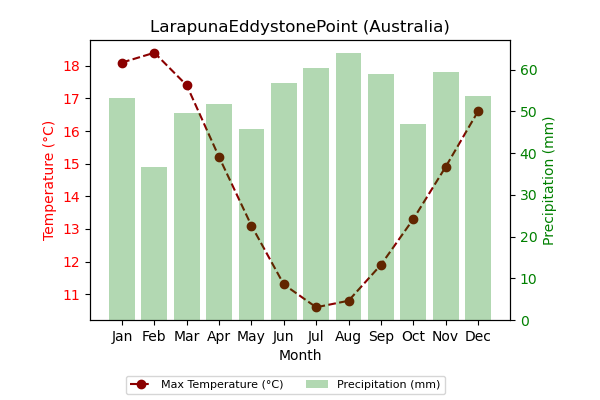 LarapunaEddystonePoint (Australia)
18
17
16
15
14
13
12
11
Temperature (°C)
60
50
40
30
20
10
0
Precipitation (mm)
Jan Feb Mar Apr May Jun Jul Aug Sep Oct Nov Dec
Month
Max Temperature (°C) Precipitation (mm)